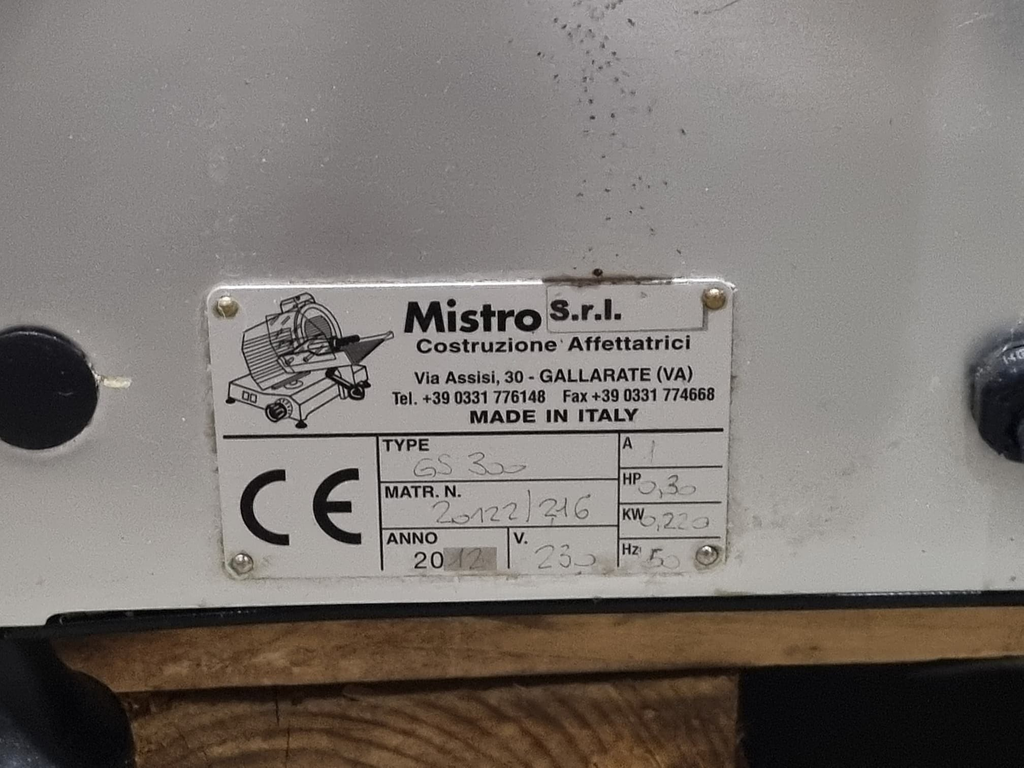 Mistro S.r.l.
Costruzione Affettatrici
Via Assisi, 30 - GALLARATE (VA)
Tel. +39 0331 776148 Fax +39 0331 774668
MADE IN ITALY
CE
TYPE GS 300
A 1
HP 0,30
MATR. N. 20122/216
KW 0,220
ANNO 2012
V. 230
Hz 50